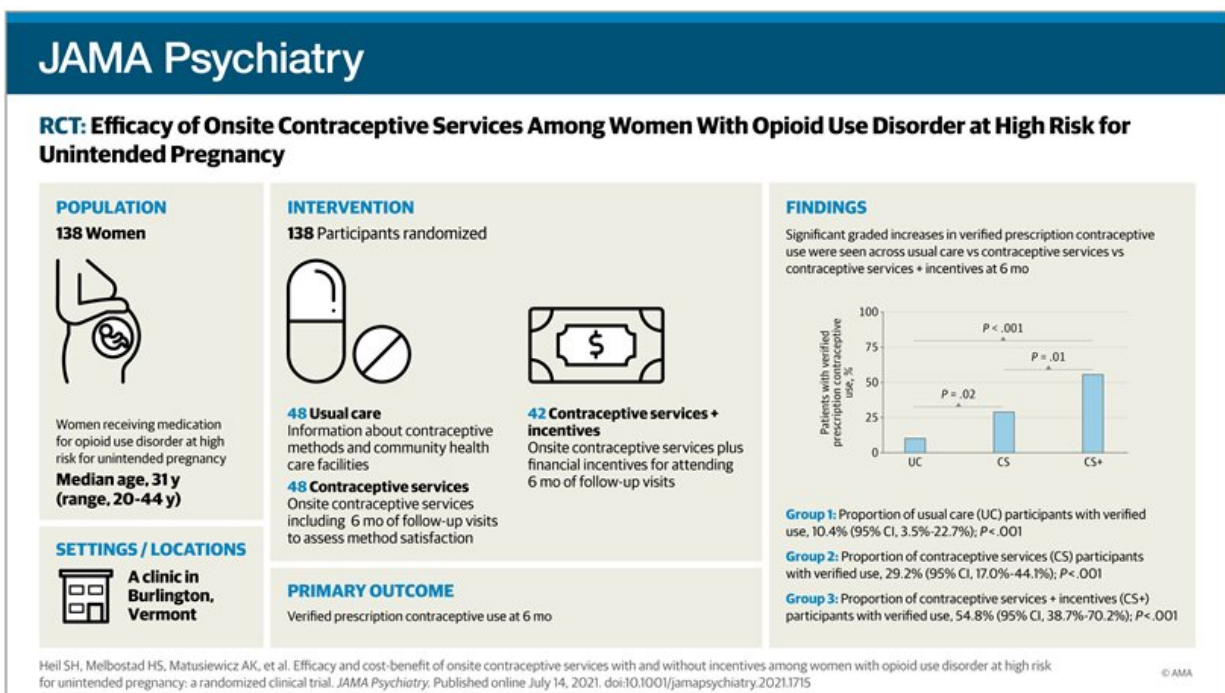 JAMA Psychiatry
RCT: Efficacy of Onsite Contraceptive Services Among Women With Opioid Use Disorder at High Risk for
Unintended Pregnancy
POPULATION
138 Women
Women receiving medication
for opioid use disorder at high
risk for unintended pregnancy
Median age, 31 y
(range, 20-44 y)
SETTINGS / LOCATIONS
A clinic in
Burlington,
Vermont
INTERVENTION
138 Participants randomized
$
48 Usual care
Information about contraceptive
methods and community health
care facilities
48 Contraceptive services
Onsite contraceptive services
including 6 mo of follow-up visits
to assess method satisfaction
42 Contraceptive services +
incentives
Onsite contraceptive services plus
financial incentives for attending
6 mo of follow-up visits
PRIMARY OUTCOME
Verified prescription contraceptive use at 6 mo
FINDINGS
Significant graded increases in verified prescription contraceptive
use were seen across usual care vs contraceptive services vs
contraceptive services + incentives at 6 mo
Patients with verified
prescription contraceptive
use, %
100
75
50
25
0
P < .001
P = .01
P = .02
UC
CS
CS+
Group 1: Proportion of usual care (UC) participants with verified
use, 10.4% (95% CI, 3.5%-22.7%); P<.001
Group 2: Proportion of contraceptive services (CS) participants
with verified use, 29.2% (95% CI, 17.0%-44.1%); P<.001
Group 3: Proportion of contraceptive services + incentives (CS+)
participants with verified use, 54.8% (95% CI, 38.7%-70.2%); P<.001
Heil SH, Melbostad HS, Matusiewicz AK, et al. Efficacy and cost-benefit of onsite contraceptive services with and without incentives among women with opioid use disorder at high risk
for unintended pregnancy: a randomized clinical trial. JAMA Psychiatry. Published online July 14, 2021. doi:10.1001/jamapsychiatry.2021.1715
© AMA